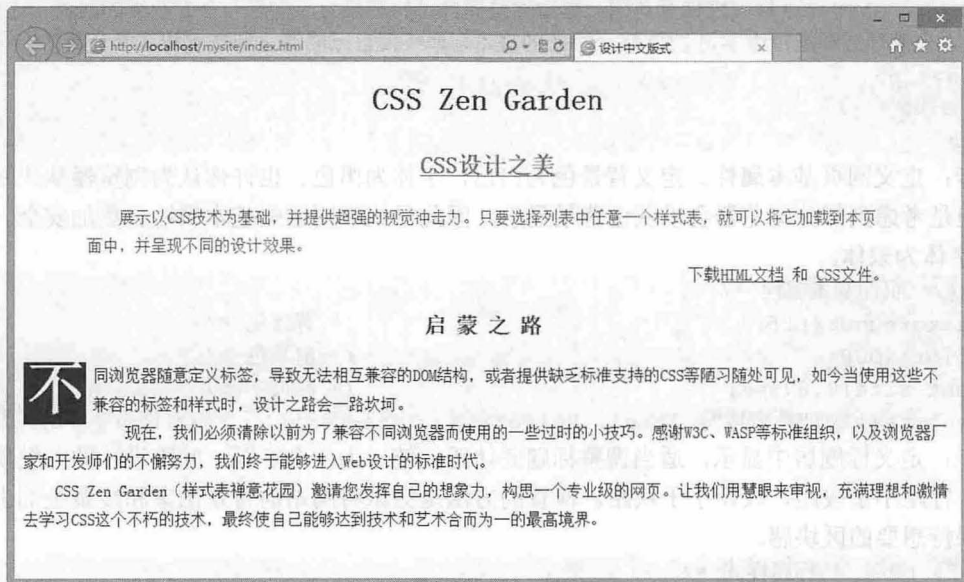 http://localhost/mysite/index.html
设计中文版式
CSS Zen Garden
CSS设计之美
展示以CSS技术为基础，并提供超强的视觉冲击力。只要选择列表中任意一个样式表，就可以将它加载到本页
面中，并呈现不同的设计效果。
下载HTML文档 和 CSS文件。
启蒙之路
不同浏览器随意定义标签，导致无法相互兼容的DOM结构，或者提供缺乏标准支持的CSS等陋习随处可见，如今当使用这些不
兼容的标签和样式时，设计之路会一路坎坷。
现在，我们必须清除以前为了兼容不同浏览器而使用的一些过时的小技巧。感谢W3C、WASP等标准组织，以及浏览器厂
家和开发师们的不懈努力，我们终于能够进入Web设计的标准时代。
CSS Zen Garden（样式表禅意花园）邀请您发挥自己的想象力，构思一个专业级的网页。让我们用慧眼来审视，充满理想和激情
去学习CSS这个不朽的技术，最终使自己能够达到技术和艺术合而为一的最高境界。